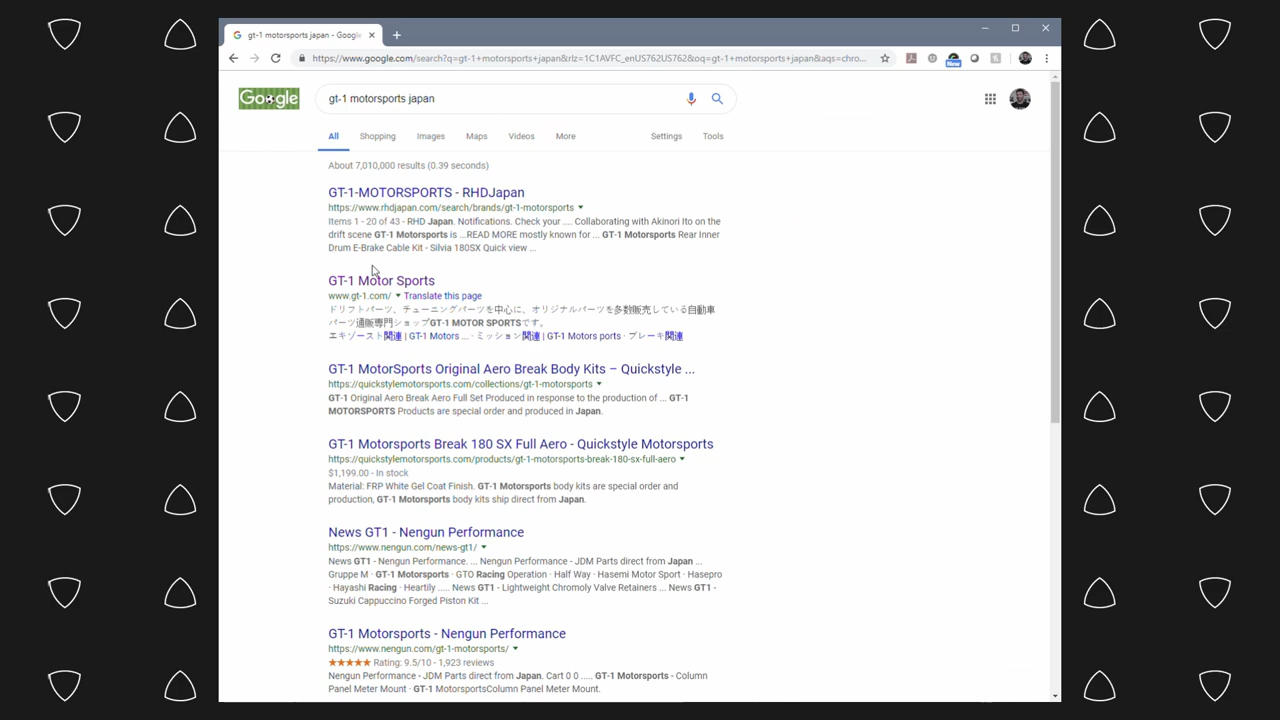 gt-1 motorsports japan - Google
https://www.google.com/search?q=gt-1+motorsports+japan&rlz=1C1AVFC_enUS762US762&oq=gt-1+motorsports+japan&aqs=chro...
New
Google
gt-1 motorsports japan
All Shopping Images Maps Videos More Settings Tools
About 7,010,000 results (0.39 seconds)
GT-1-MOTORSPORTS - RHDJapan
https://www.rhdjapan.com/search/brands/gt-1-motorsports
Items 1 - 20 of 43 - RHD Japan. Notifications. Check your .... Collaborating with Akinori Ito on the
drift scene GT-1 Motorsports is ...READ MORE mostly known for ... GT-1 Motorsports Rear Inner
Drum E-Brake Cable Kit - Silvia 180SX Quick view ...
GT-1 Motor Sports
www.gt-1.com/ Translate this page
ドリフトパーツ、チューニングパーツを中心に、オリジナルパーツを多数販売している自動車
パーツ通販専門ショップGT-1 MOTOR SPORTSです。
エキゾースト関連 | GT-1 Motors ... · ミッション関連 | GT-1 Motors ports · ブレーキ関連
GT-1 MotorSports Original Aero Break Body Kits – Quickstyle ...
https://quickstylemotorsports.com/collections/gt-1-motorsports
GT-1 Original Aero Break Aero Full Set Produced in response to the production of ... GT-1
MOTORSPORTS Products are special order and produced in Japan.
GT-1 Motorsports Break 180 SX Full Aero - Quickstyle Motorsports
https://quickstylemotorsports.com/products/gt-1-motorsports-break-180-sx-full-aero
$1,199.00 - In stock
Material: FRP White Gel Coat Finish. GT-1 Motorsports body kits are special order and
production, GT-1 Motorsports body kits ship direct from Japan.
News GT1 - Nengun Performance
https://www.nengun.com/news-gt1/
News GT1 - Nengun Performance. ... Nengun Performance - JDM Parts direct from Japan ...
Gruppe M · GT-1 Motorsports · GTO Racing Operation · Half Way · Hasemi Motor Sport · Hasepro
· Hayashi Racing · Heartily ..... News GT1 - Lightweight Chromoly Valve Retainers ... News GT1 -
Suzuki Cappuccino Forged Piston Kit ...
GT-1 Motorsports - Nengun Performance
https://www.nengun.com/gt-1-motorsports/
Rating: 9.5/10 - 1,923 reviews
Nengun Performance - JDM Parts direct from Japan. Cart 0 0 ..... GT-1 Motorsports - Column
Panel Meter Mount · GT-1 MotorsportsColumn Panel Meter Mount.